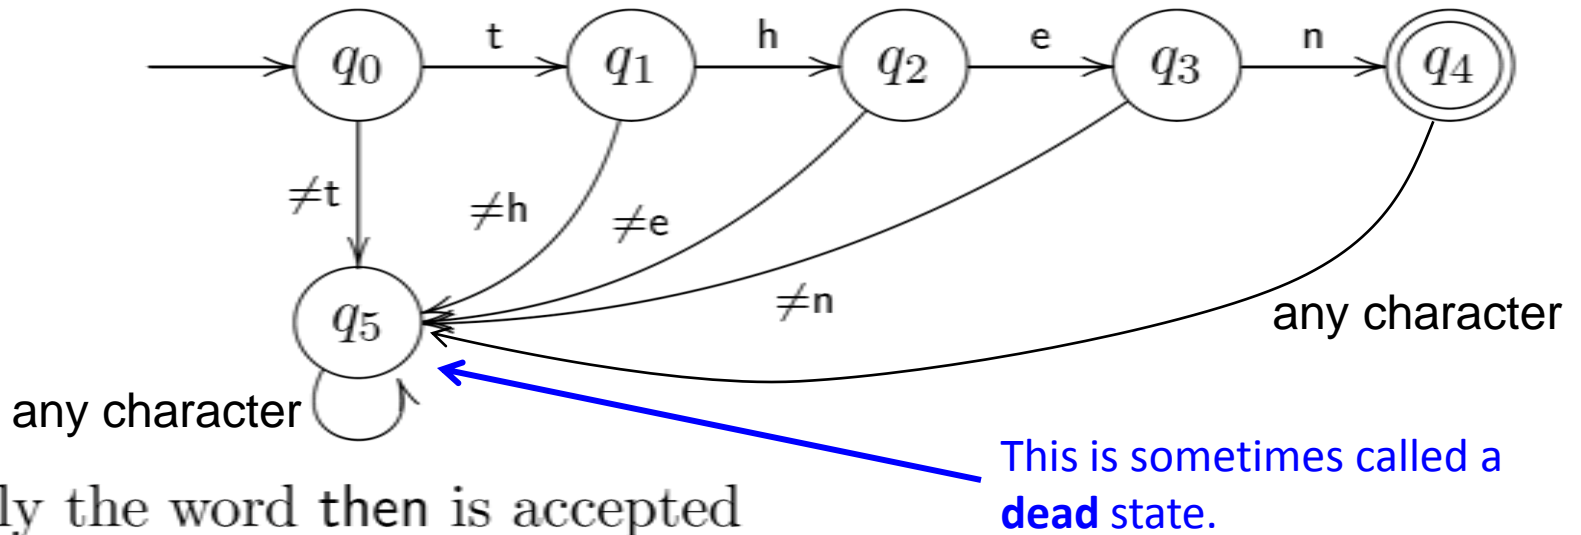 t h e n
q0 q1 q2 q3 q4
≠t ≠h ≠e
≠n
any character
q5
any character
This is sometimes called a
dead state.
ly the word then is accepted